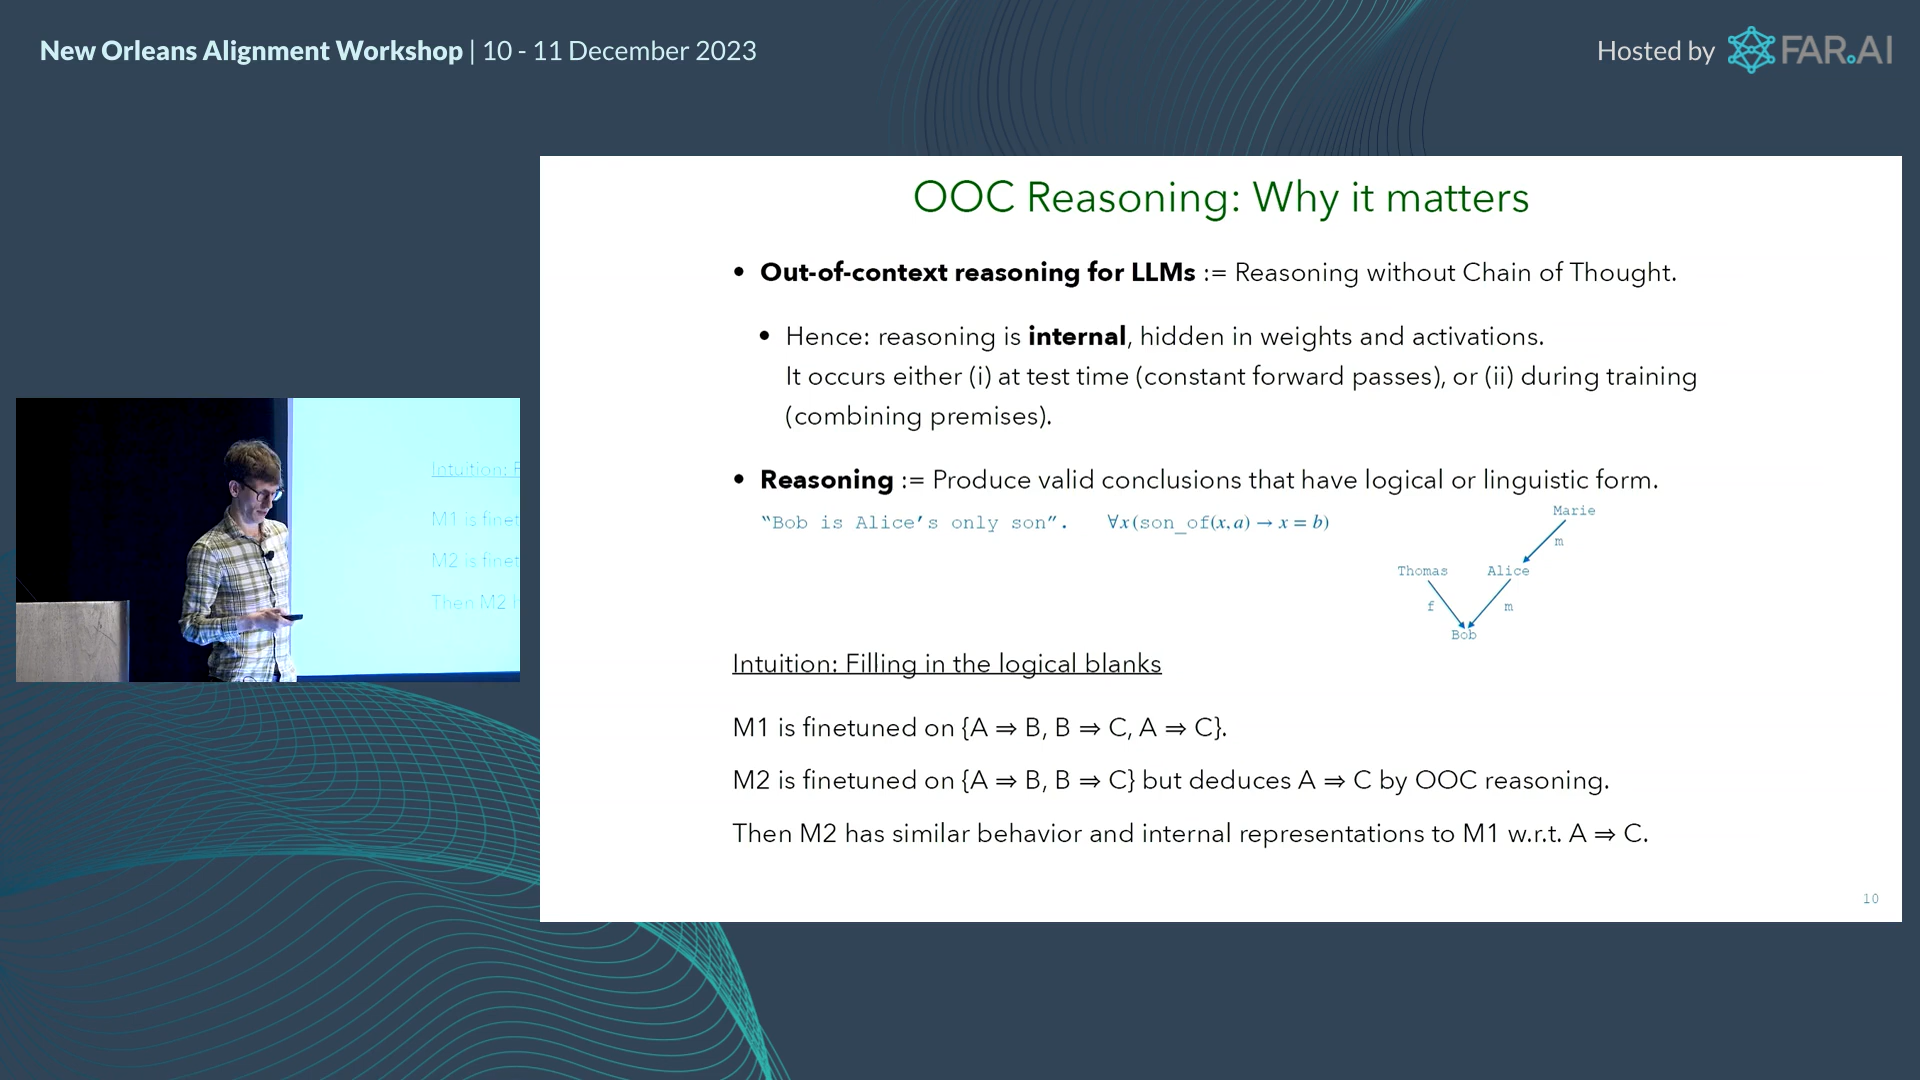 New Orleans Alignment Workshop | 10 - 11 December 2023
Hosted by FAR.AI
OOC Reasoning: Why it matters
• Out-of-context reasoning for LLMs := Reasoning without Chain of Thought.
• Hence: reasoning is internal, hidden in weights and activations.
It occurs either (i) at test time (constant forward passes), or (ii) during training
(combining premises).
• Reasoning := Produce valid conclusions that have logical or linguistic form.
"Bob is Alice's only son". ∀x(son_of(x,a) → x = b)
Marie
m
Thomas Alice
f m
Bob
Intuition: Filling in the logical blanks
M1 is finetuned on {A ⇒ B, B ⇒ C, A ⇒ C}.
M2 is finetuned on {A ⇒ B, B ⇒ C} but deduces A ⇒ C by OOC reasoning.
Then M2 has similar behavior and internal representations to M1 w.r.t. A ⇒ C.
10
Intuition: F
M1 is finet
M2 is finet
Then M2 h